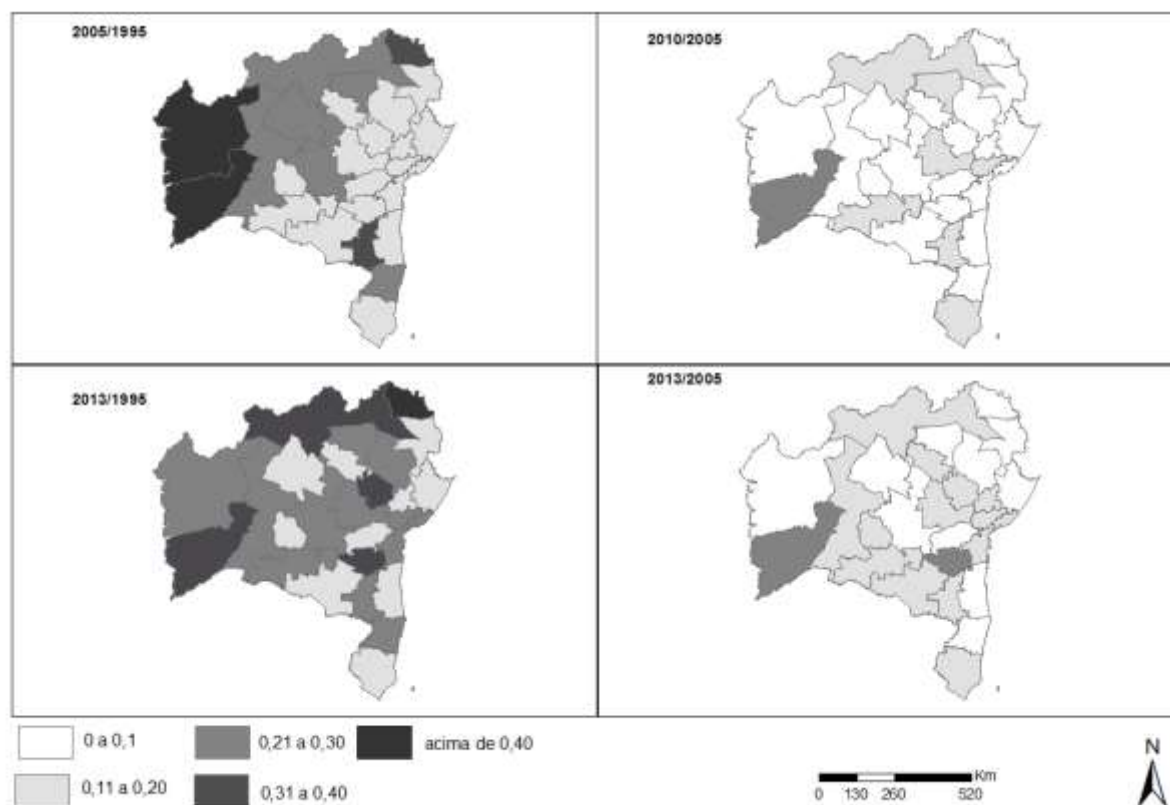 2005/1995
2010/2005
2013/1995
2013/2005
0 a 0,1
0,21 a 0,30
acima de 0,40
0,11 a 0,20
0,31 a 0,40
N
Km
0 130 260 520